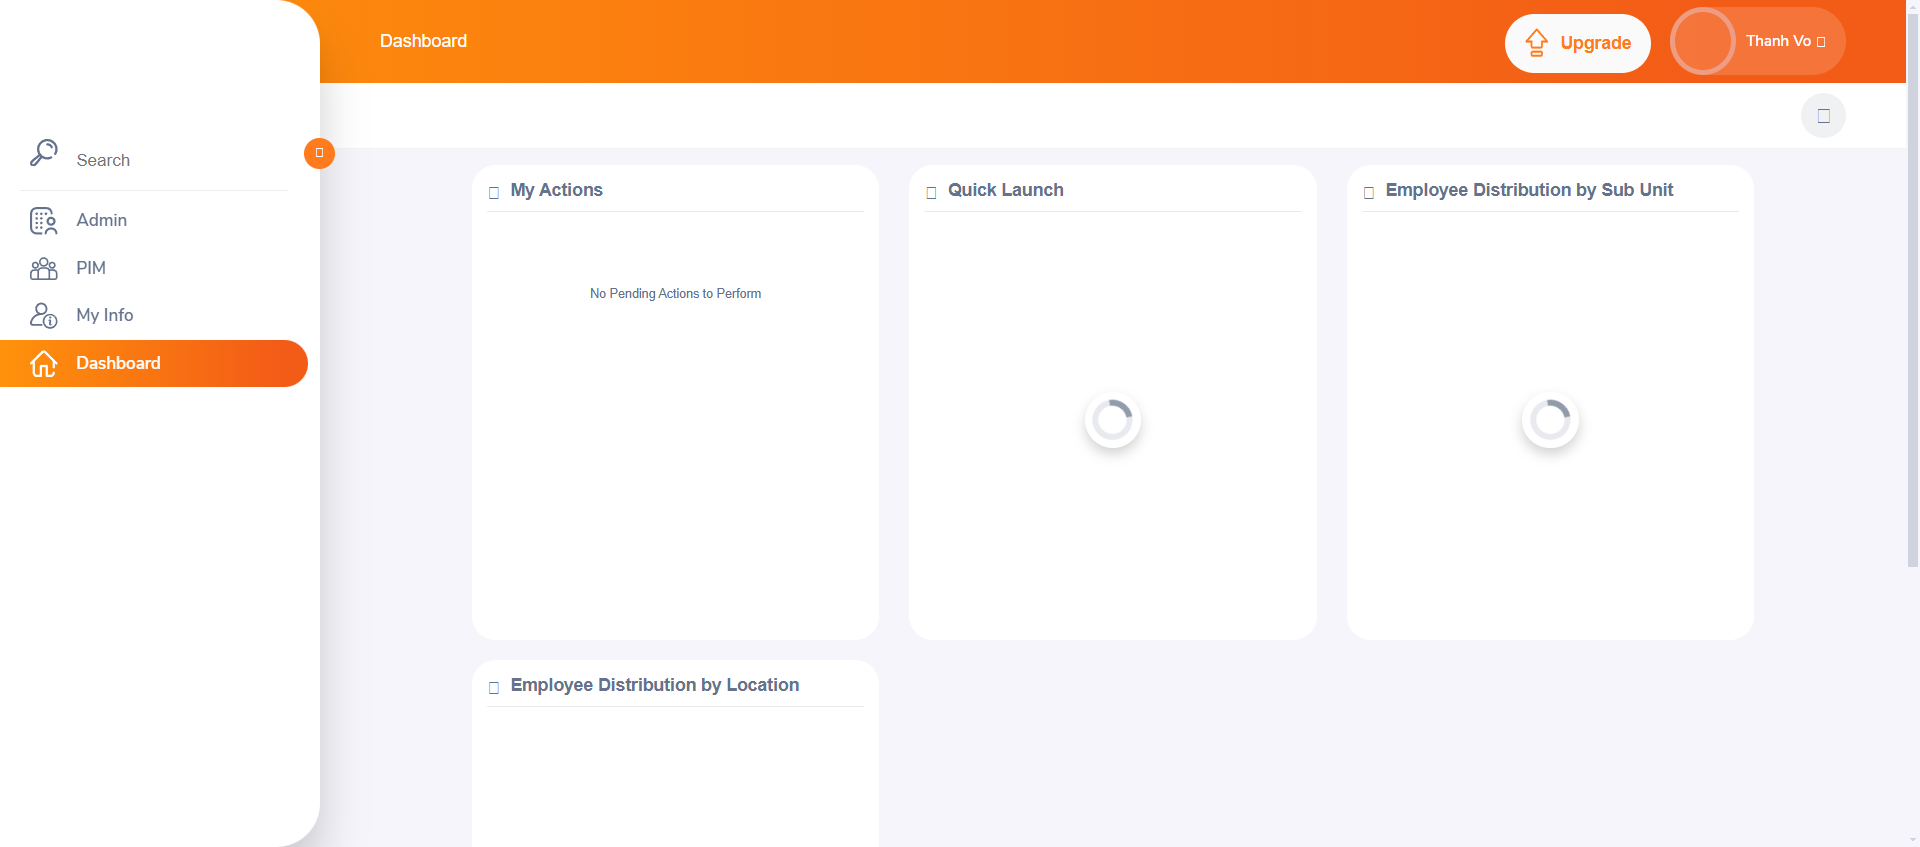 Dashboard
Upgrade
Thanh Vo
Search
Admin
PIM
My Info
Dashboard
My Actions
No Pending Actions to Perform
Quick Launch
Employee Distribution by Sub Unit
Employee Distribution by Location